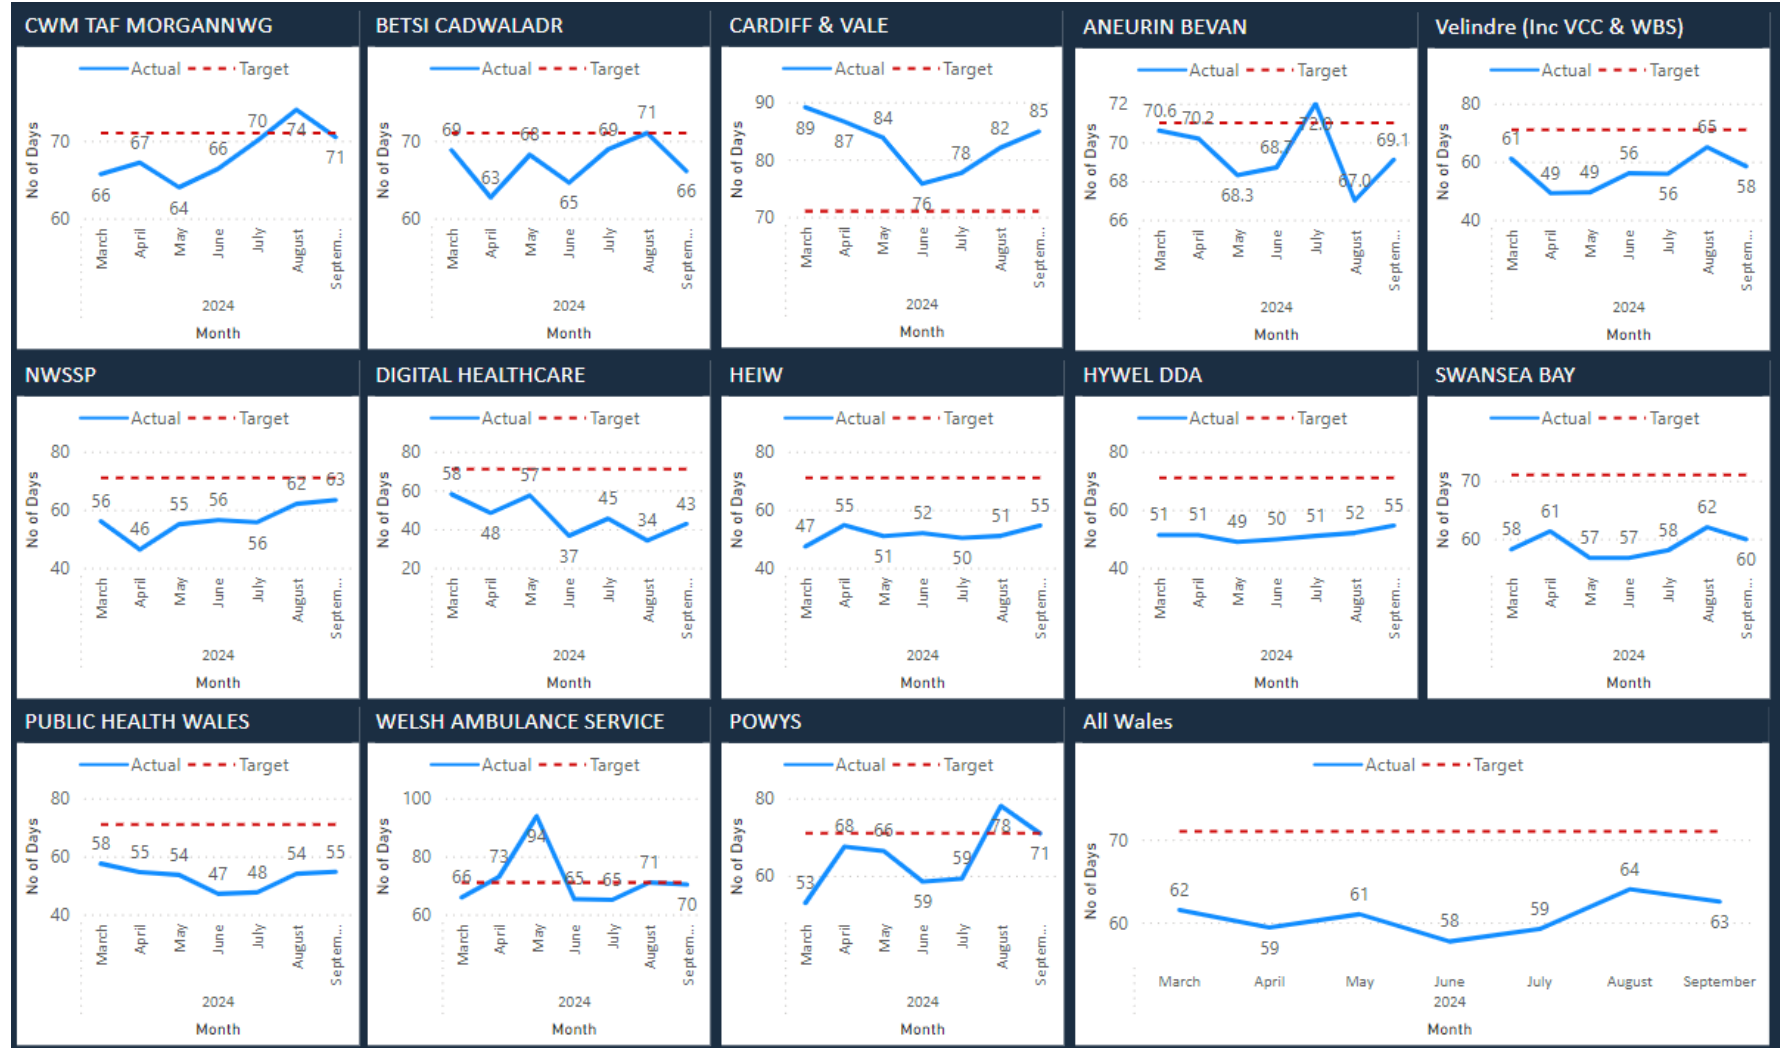 CWM TAF MORGANNWG
Actual Target
No of Days
70
60
66 67 64 66 70 74 71
March April May June July August Septem...
2024
Month
BETSI CADWALADR
Actual Target
No of Days
70
60
69 63 68 65 69 71 66
March April May June July August Septem...
2024
Month
CARDIFF & VALE
Actual Target
No of Days
90
80
70
89 87 84 76 78 82 85
March April May June July August Septem...
2024
Month
ANEURIN BEVAN
Actual Target
No of Days
72
70
68
66
70.6 70.2 68.3 68.7 72.0 67.0 69.1
March April May June July August Septem...
2024
Month
Velindre (Inc VCC & WBS)
Actual Target
No of Days
80
60
40
61 49 49 56 56 65 58
March April May June July August Septem...
2024
Month
NWSSP
Actual Target
No of Days
80
60
40
56 46 55 56 56 62 63
March April May June July August Septem...
2024
Month
DIGITAL HEALTHCARE
Actual Target
No of Days
80
60
40
20
58 48 57 37 45 34 43
March April May June July August Septem...
2024
Month
HEIW
Actual Target
No of Days
80
60
40
47 55 51 52 50 51 55
March April May June July August Septem...
2024
Month
HYWEL DDA
Actual Target
No of Days
80
60
40
51 51 49 50 51 52 55
March April May June July August Septem...
2024
Month
SWANSEA BAY
Actual Target
No of Days
70
60
58 61 57 57 58 62 60
March April May June July August Septem...
2024
Month
PUBLIC HEALTH WALES
Actual Target
No of Days
80
60
40
58 55 54 47 48 54 55
March April May June July August Septem...
2024
Month
WELSH AMBULANCE SERVICE
Actual Target
No of Days
100
80
60
66 73 94 65 65 71 70
March April May June July August Septem...
2024
Month
POWYS
Actual Target
No of Days
80
60
53 68 66 59 59 78 71
March April May June July August Septem...
2024
Month
All Wales
Actual Target
No of Days
70
60
62 59 61 58 59 64 63
March April May June July August September
2024
Month